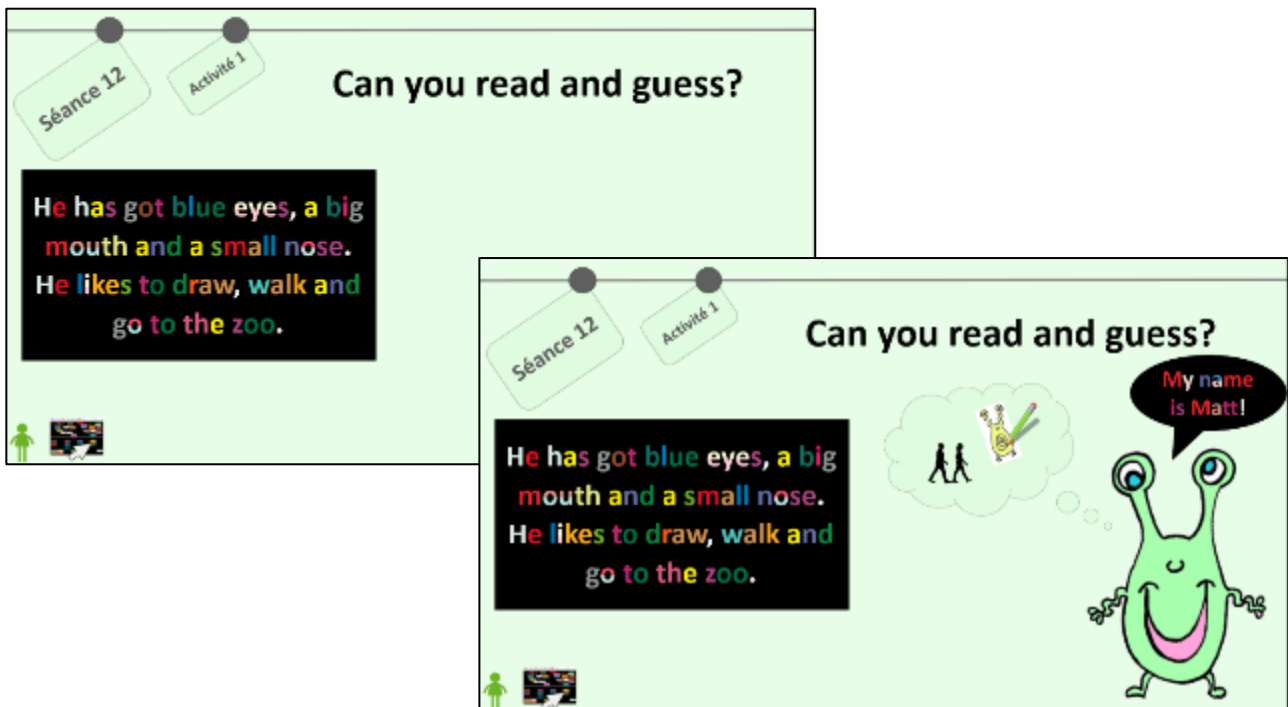 Séance 12
Activité 1
Can you read and guess?
He has got blue eyes, a big
mouth and a small nose.
He likes to draw, walk and
go to the zoo.
Séance 12
Activité 1
Can you read and guess?
My name
is Matt!
He has got blue eyes, a big
mouth and a small nose.
He likes to draw, walk and
go to the zoo.